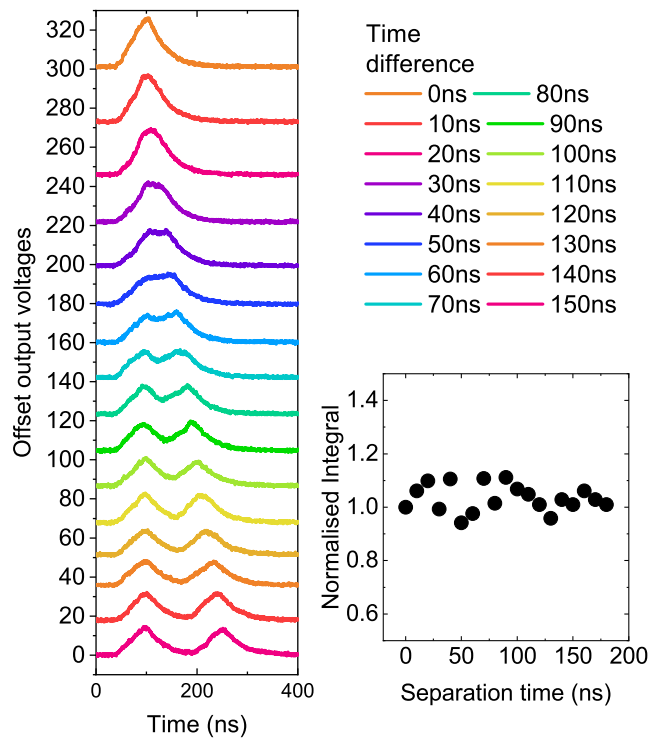 Offset output voltages
320
300
280
260
240
220
200
180
160
140
120
100
80
60
40
20
0
0
200
400
Time (ns)
Time
difference
0ns 80ns
10ns 90ns
20ns 100ns
30ns 110ns
40ns 120ns
50ns 130ns
60ns 140ns
70ns 150ns
Normalised Integral
1.4
1.2
1.0
0.8
0.6
0 50 100 150 200
Separation time (ns)